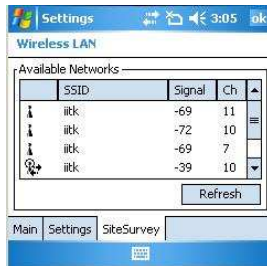 Settings 3:05 ok
Wireless LAN
Available Networks
SSID Signal Ch
iitk -69 11
iitk -72 10
iitk -69 7
iitk -39 10
Refresh
Main Settings SiteSurvey